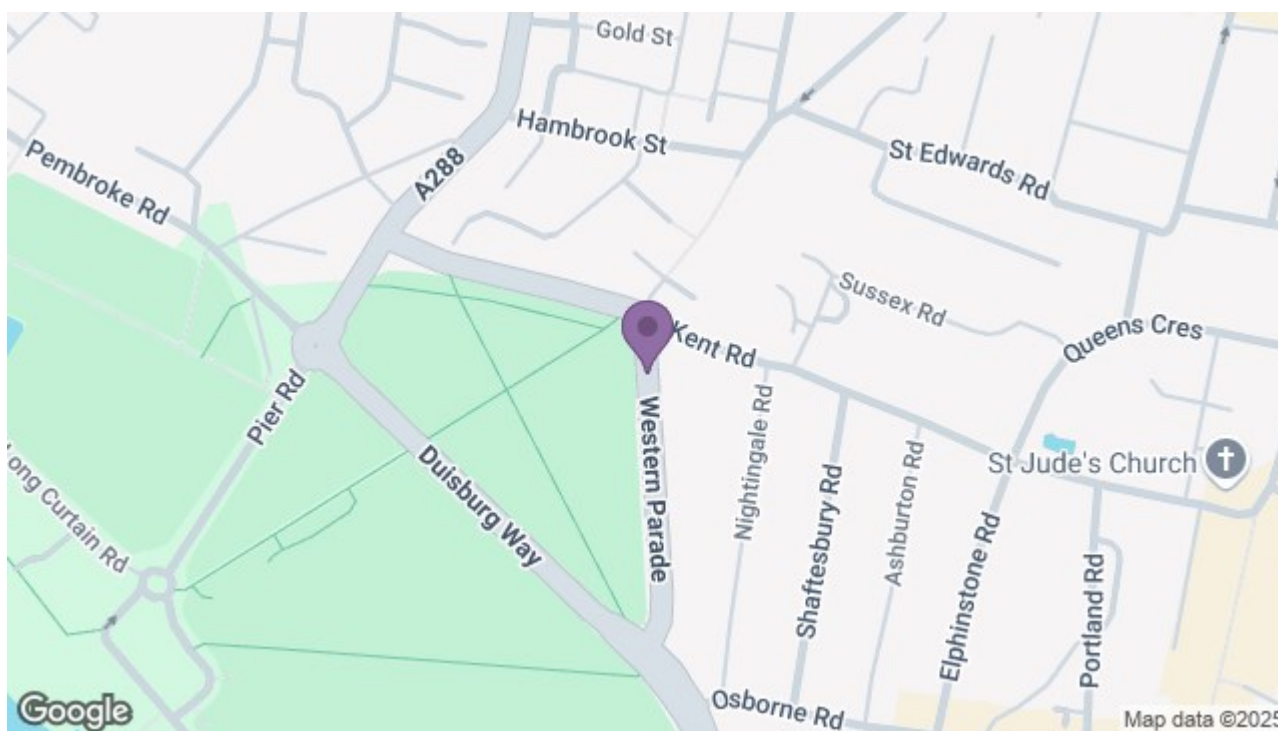 Gold St
Hambrook St
A288
Pembroke Rd
St Edwards Rd
Sussex Rd
Queens Cres
Kent Rd
Pier Rd
Western Parade
Nightingale Rd
Long Curtain Rd
Duisburg Way
Shaftesbury Rd
Ashburton Rd
St Jude's Church
Elphinstone Rd
Portland Rd
Osborne Rd
Google
Map data ©2025